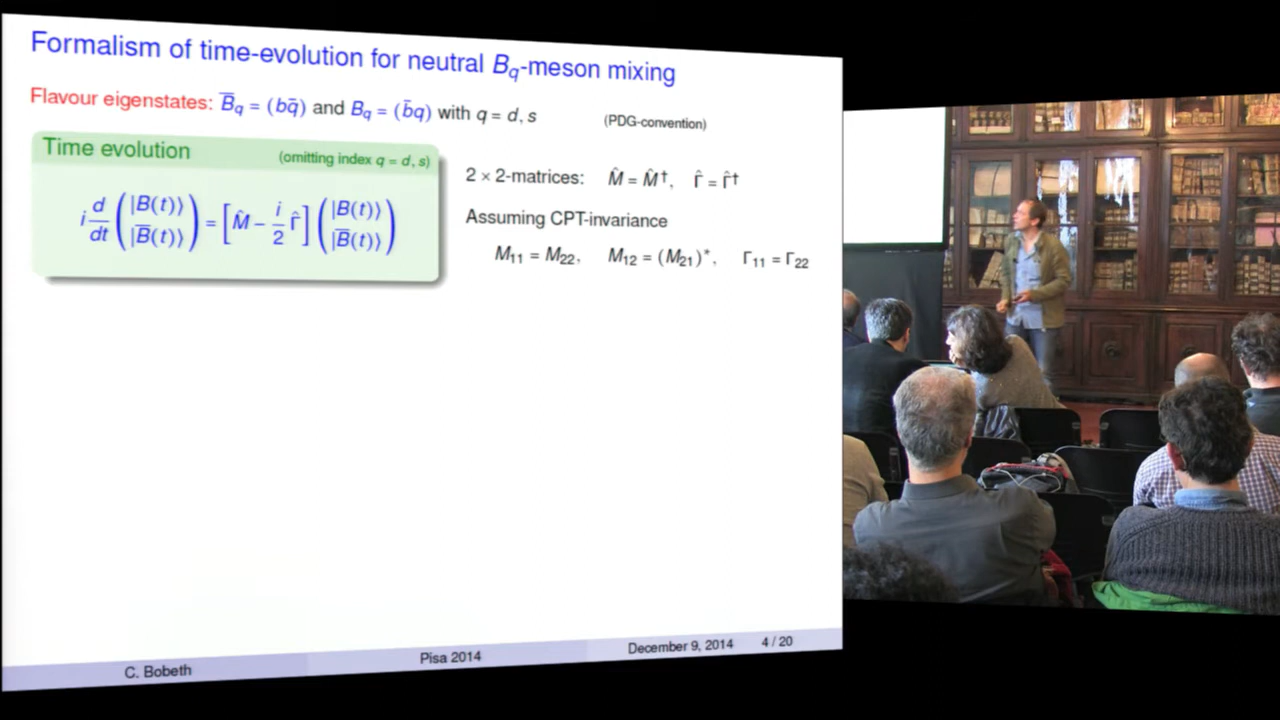 Formalism of time-evolution for neutral B_q-meson mixing
Flavour eigenstates: B̅_q = (bq̄) and B_q = (b̄q) with q = d, s (PDG-convention)
Time evolution (omitting index q = d, s)
i d/dt (|B(t)⟩ |B̅(t)⟩) = [M̂ − i/2 Γ̂] (|B(t)⟩ |B̅(t)⟩)
2 × 2-matrices: M̂ = M̂†, Γ̂ = Γ̂†
Assuming CPT-invariance
M₁₁ = M₂₂, M₁₂ = (M₂₁)*, Γ₁₁ = Γ₂₂
C. Bobeth Pisa 2014 December 9, 2014 4 / 20